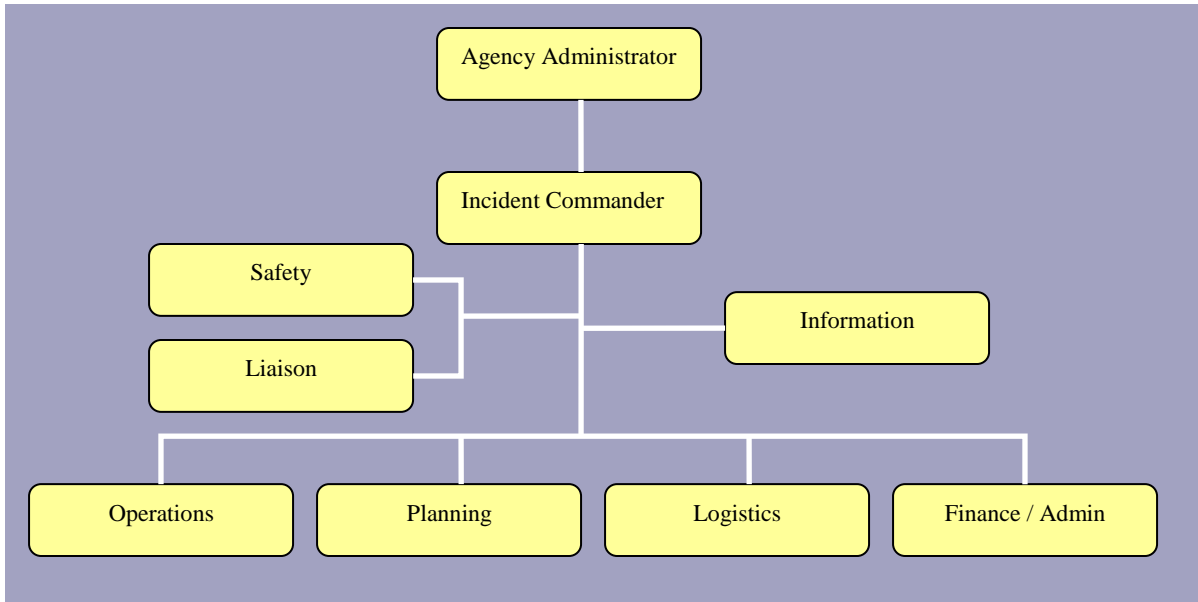 Agency Administrator
Incident Commander
Safety
Information
Liaison
Operations
Planning
Logistics
Finance / Admin